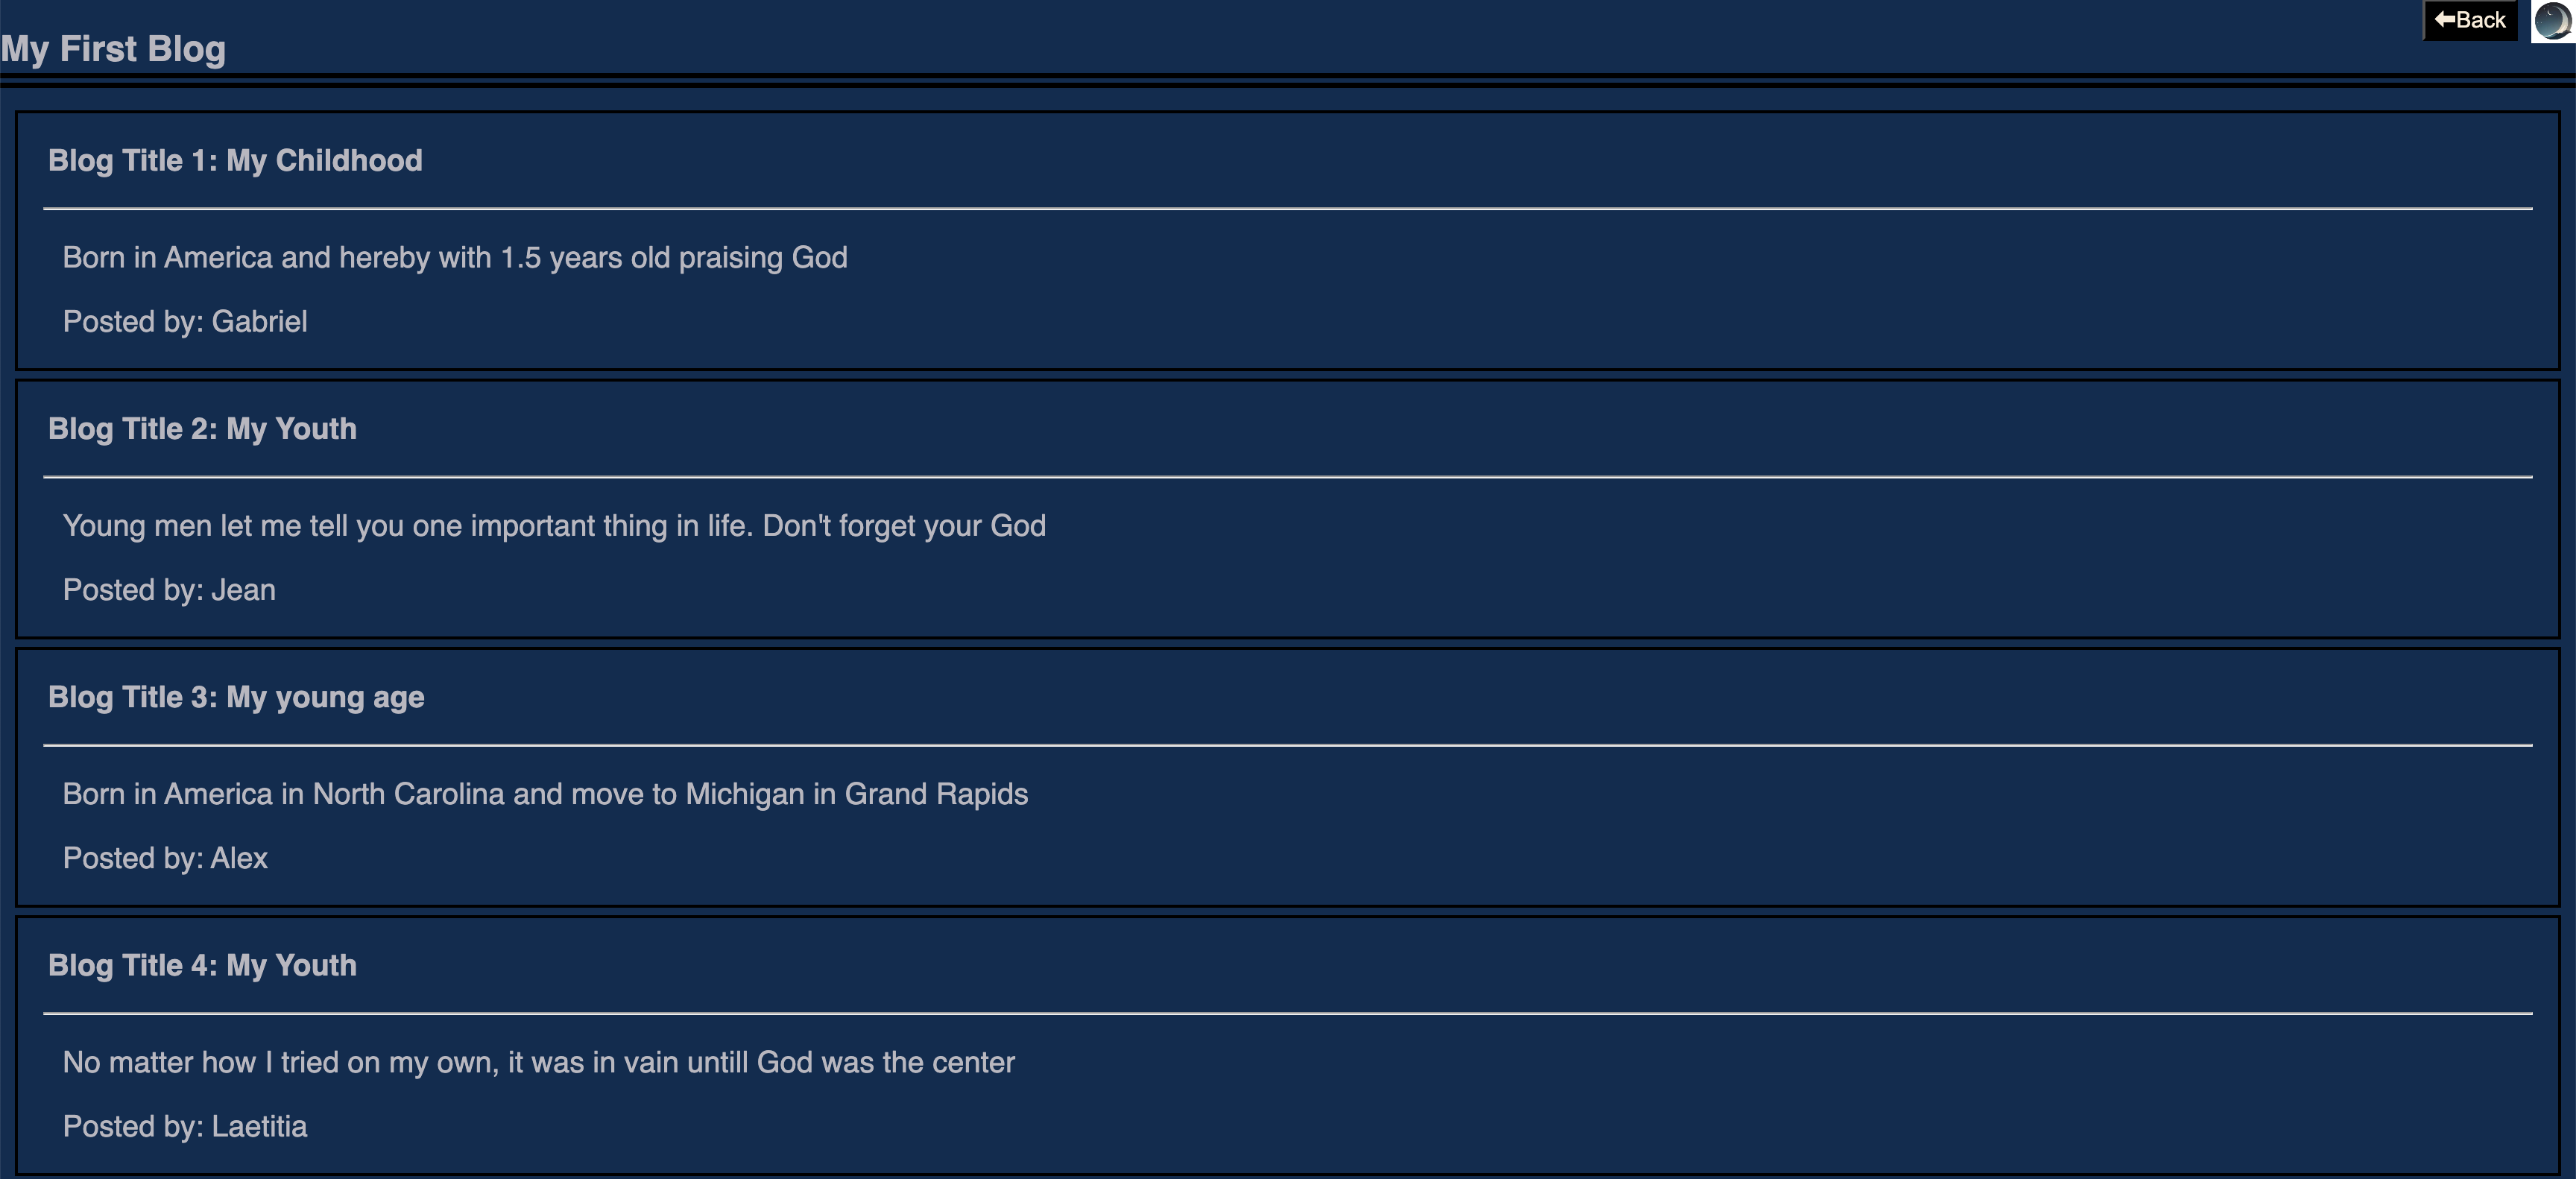 ⬅Back
My First Blog
Blog Title 1: My Childhood
Born in America and hereby with 1.5 years old praising God
Posted by: Gabriel
Blog Title 2: My Youth
Young men let me tell you one important thing in life. Don't forget your God
Posted by: Jean
Blog Title 3: My young age
Born in America in North Carolina and move to Michigan in Grand Rapids
Posted by: Alex
Blog Title 4: My Youth
No matter how I tried on my own, it was in vain untill God was the center
Posted by: Laetitia